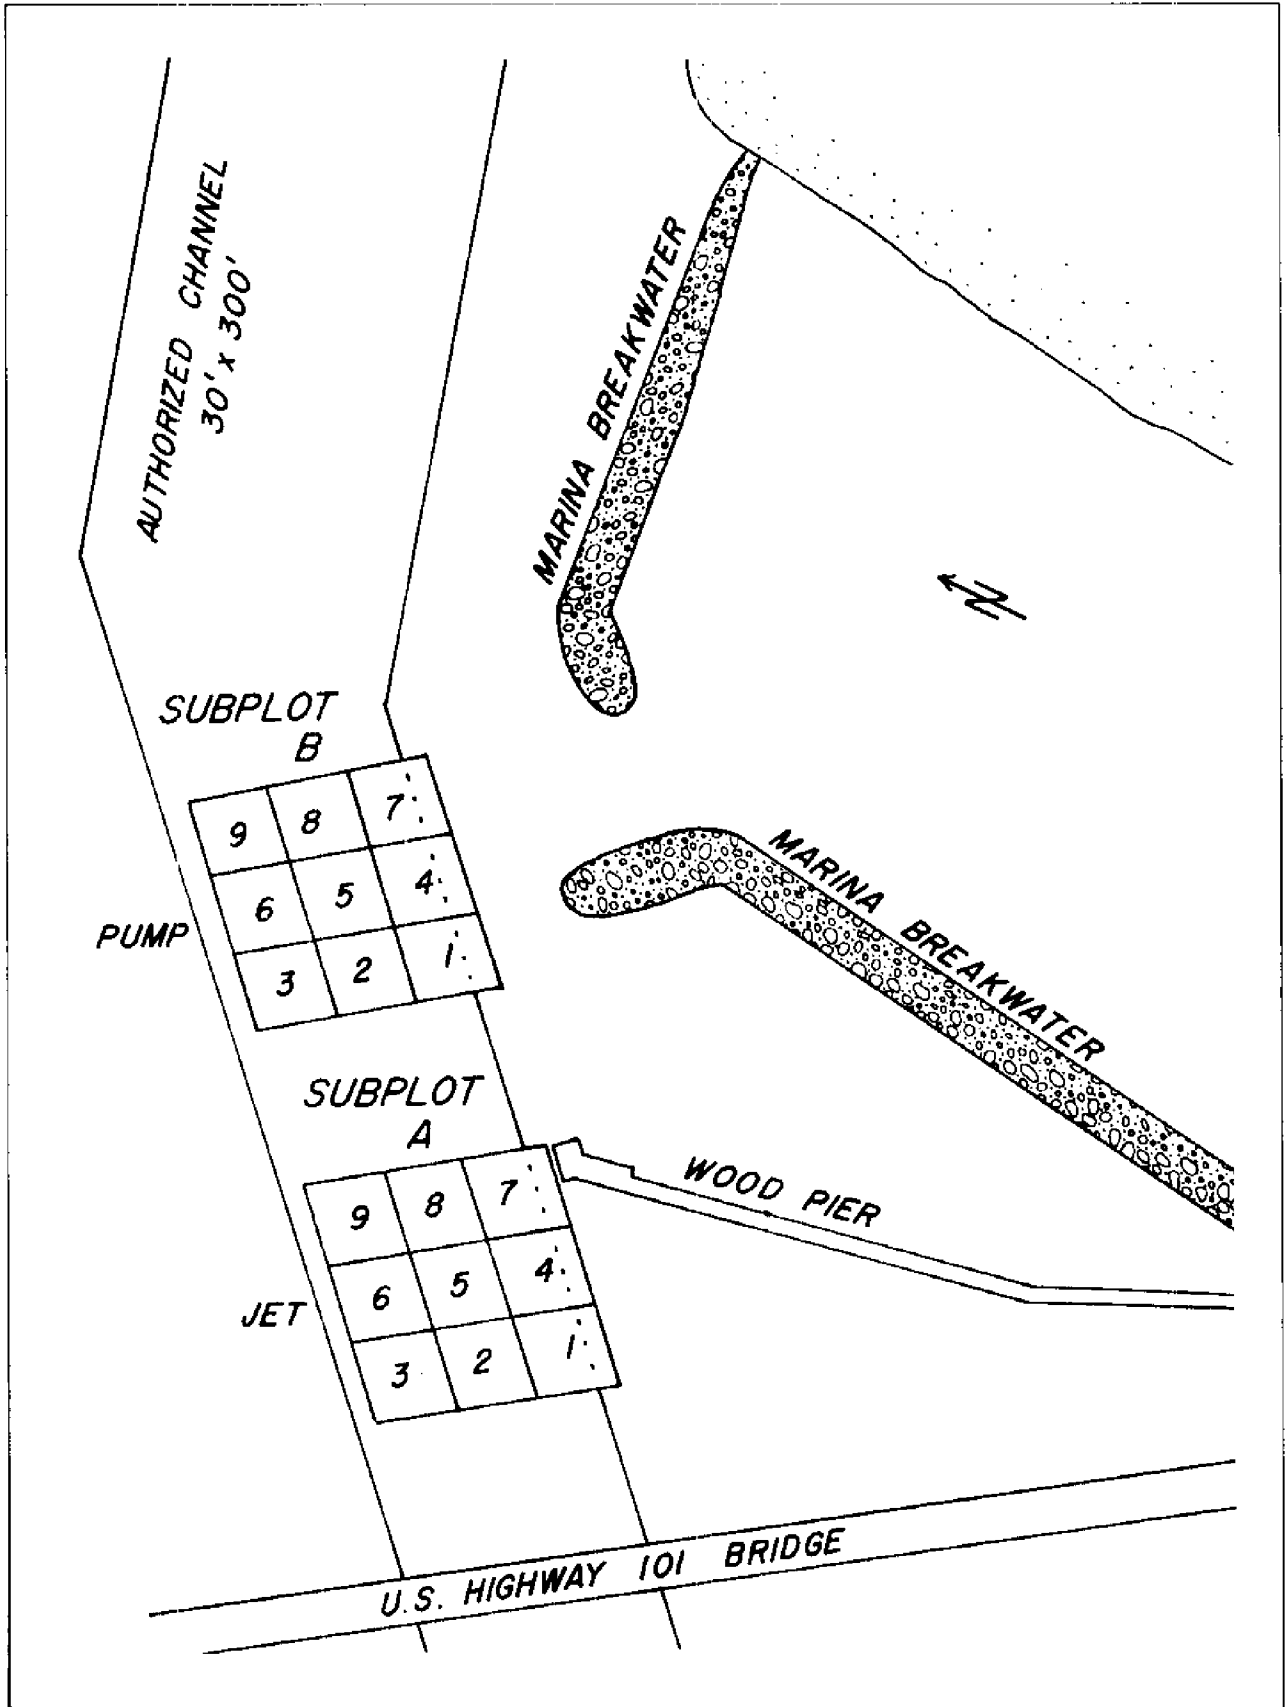 AUTHORIZED CHANNEL
30' x 300'
MARINA BREAKWATER
N
SUBPLOT
B
9 8 7
6 5 4
3 2 1
PUMP
MARINA BREAKWATER
SUBPLOT
A
9 8 7
6 5 4
3 2 1
JET
WOOD PIER
U.S. HIGHWAY 101 BRIDGE